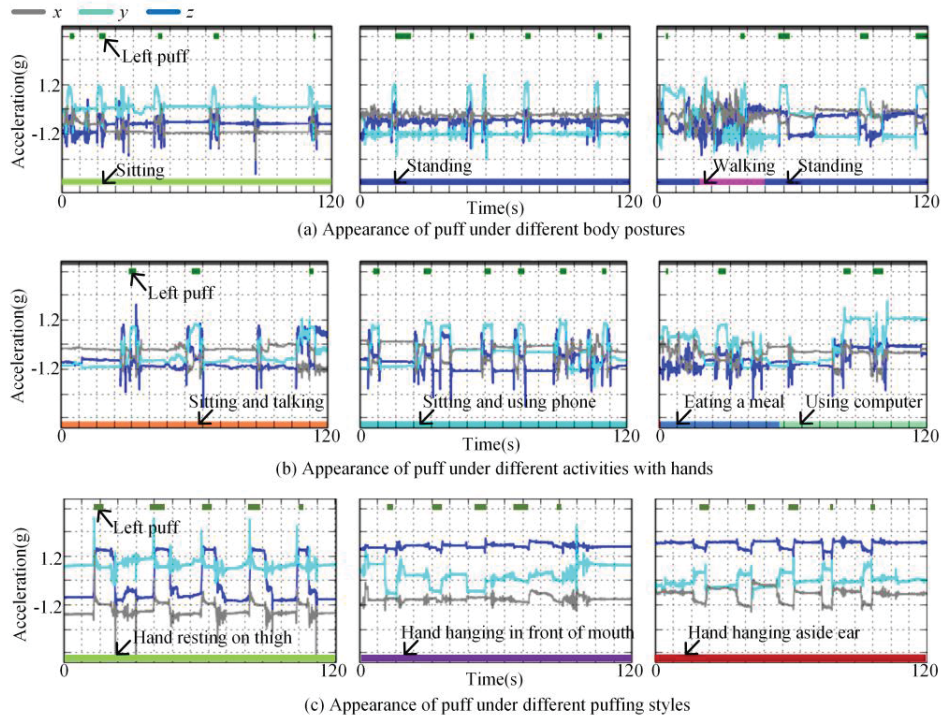 x y z
Acceleration(g)
1.2
-1.2
Left puff
Sitting
Standing
Walking
Standing
0
120
0
120
0
120
Time(s)
(a) Appearance of puff under different body postures
Acceleration(g)
1.2
-1.2
Left puff
Sitting and talking
Sitting and using phone
Eating a meal
Using computer
0
120
0
120
0
120
Time(s)
(b) Appearance of puff under different activities with hands
Acceleration(g)
1.2
-1.2
Left puff
Hand resting on thigh
Hand hanging in front of mouth
Hand hanging aside ear
0
120
0
120
0
120
Time(s)
(c) Appearance of puff under different puffing styles